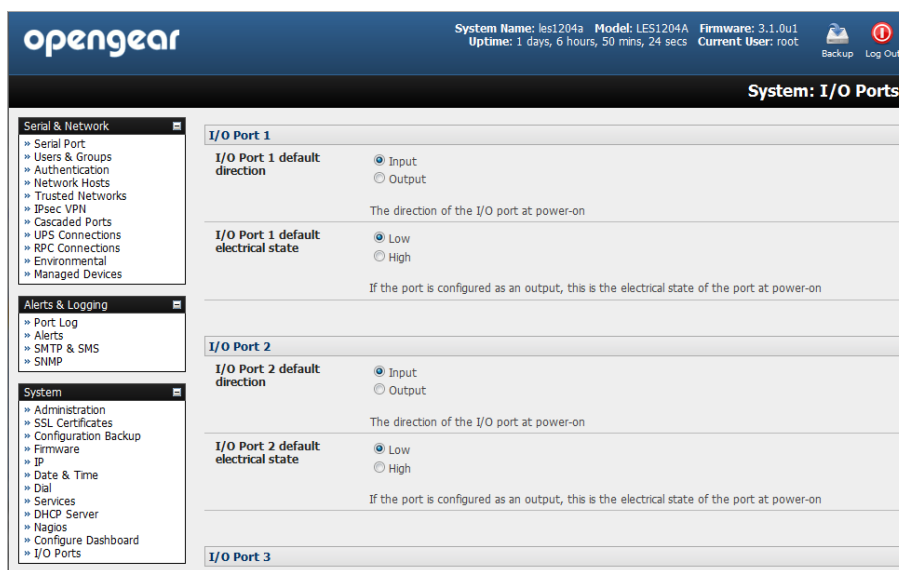 opengear
System Name: les1204a Model: LES1204A Firmware: 3.1.0u1
Uptime: 1 days, 6 hours, 50 mins, 24 secs Current User: root
Backup
Log Out
System: I/O Ports
Serial & Network
» Serial Port
» Users & Groups
» Authentication
» Network Hosts
» Trusted Networks
» IPsec VPN
» Cascaded Ports
» UPS Connections
» RPC Connections
» Environmental
» Managed Devices
Alerts & Logging
» Port Log
» Alerts
» SMTP & SMS
» SNMP
System
» Administration
» SSL Certificates
» Configuration Backup
» Firmware
» IP
» Date & Time
» Dial
» Services
» DHCP Server
» Nagios
» Configure Dashboard
» I/O Ports
I/O Port 1
I/O Port 1 default
direction
Input
Output
The direction of the I/O port at power-on
I/O Port 1 default
electrical state
Low
High
If the port is configured as an output, this is the electrical state of the port at power-on
I/O Port 2
I/O Port 2 default
direction
Input
Output
The direction of the I/O port at power-on
I/O Port 2 default
electrical state
Low
High
If the port is configured as an output, this is the electrical state of the port at power-on
I/O Port 3